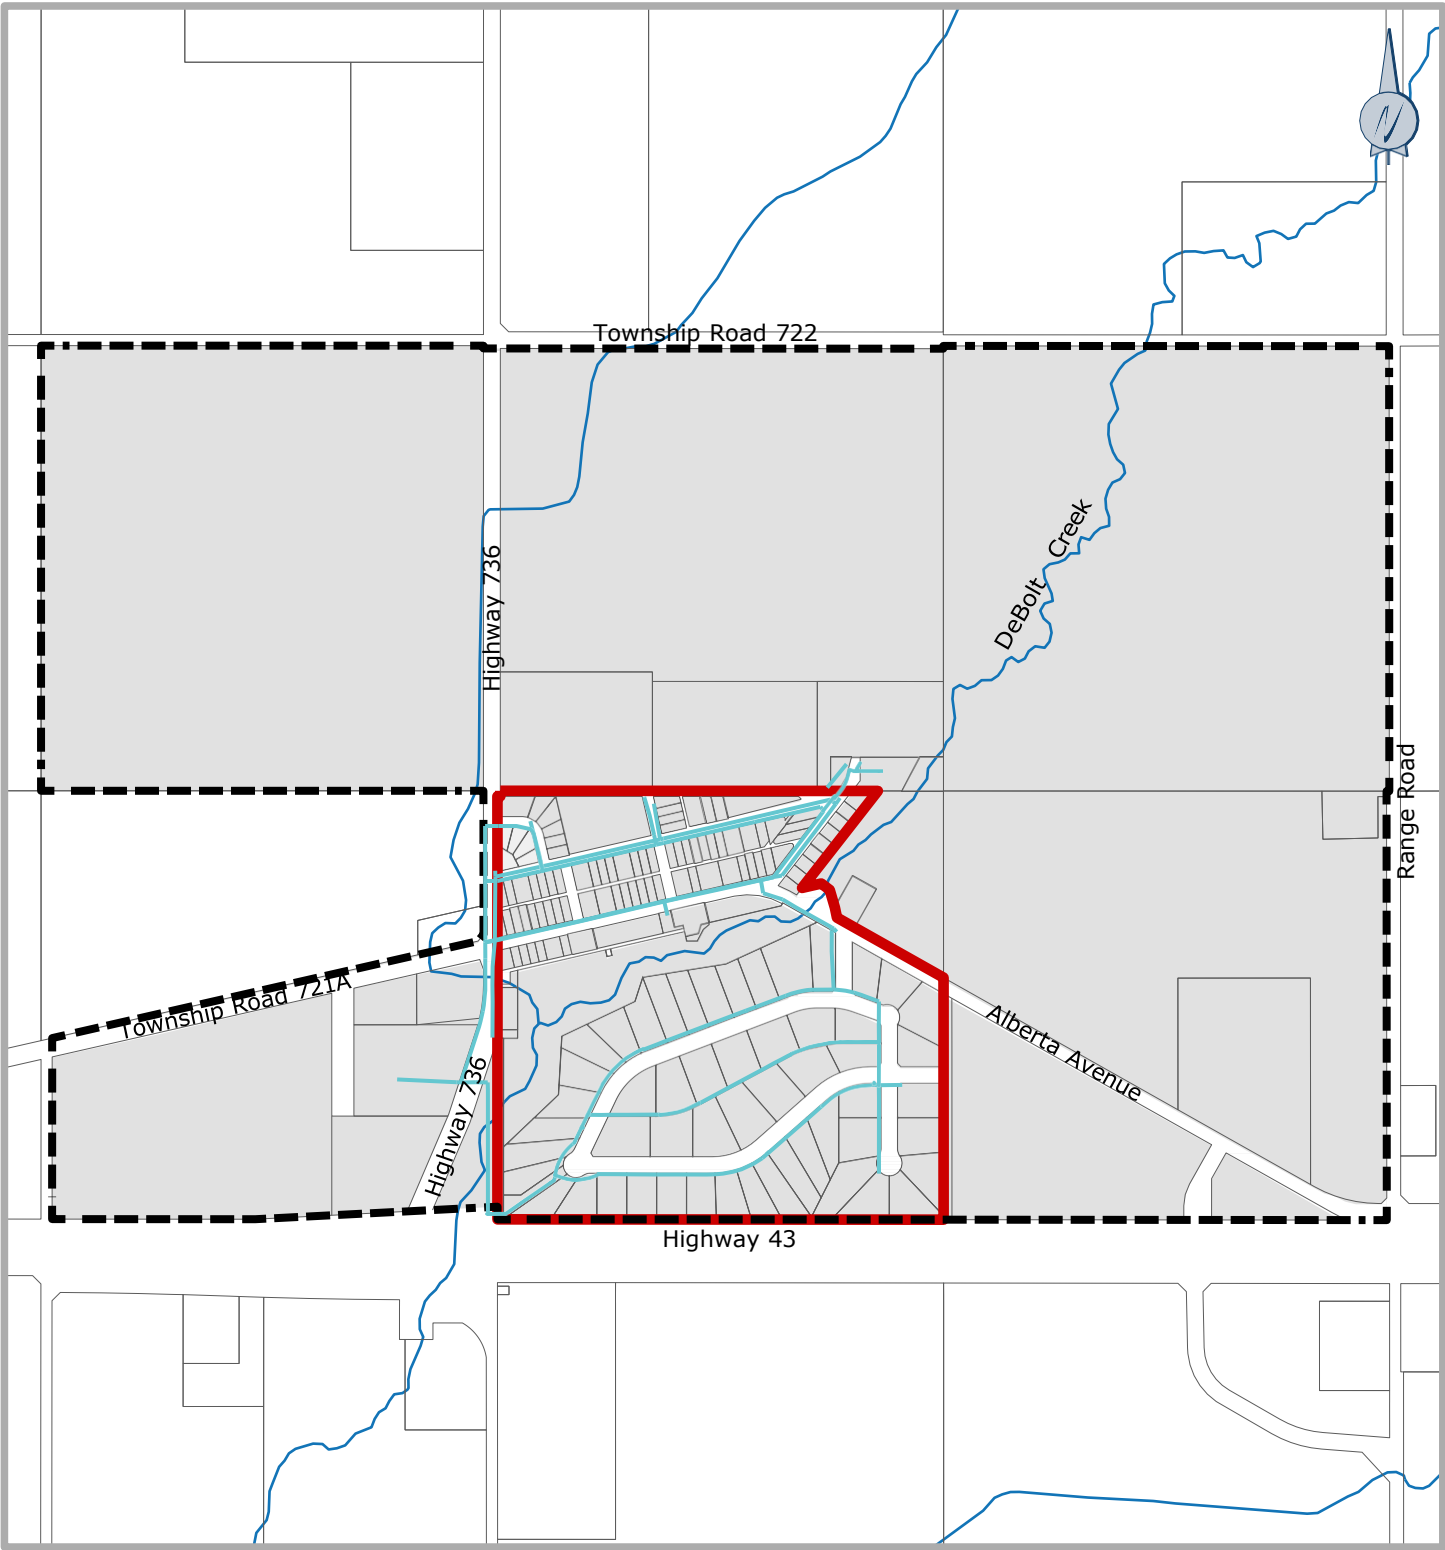 Township Road 722
Highway 736
DeBolt Creek
Range Road
Township Road 721A
Alberta Avenue
Highway 736
Highway 43